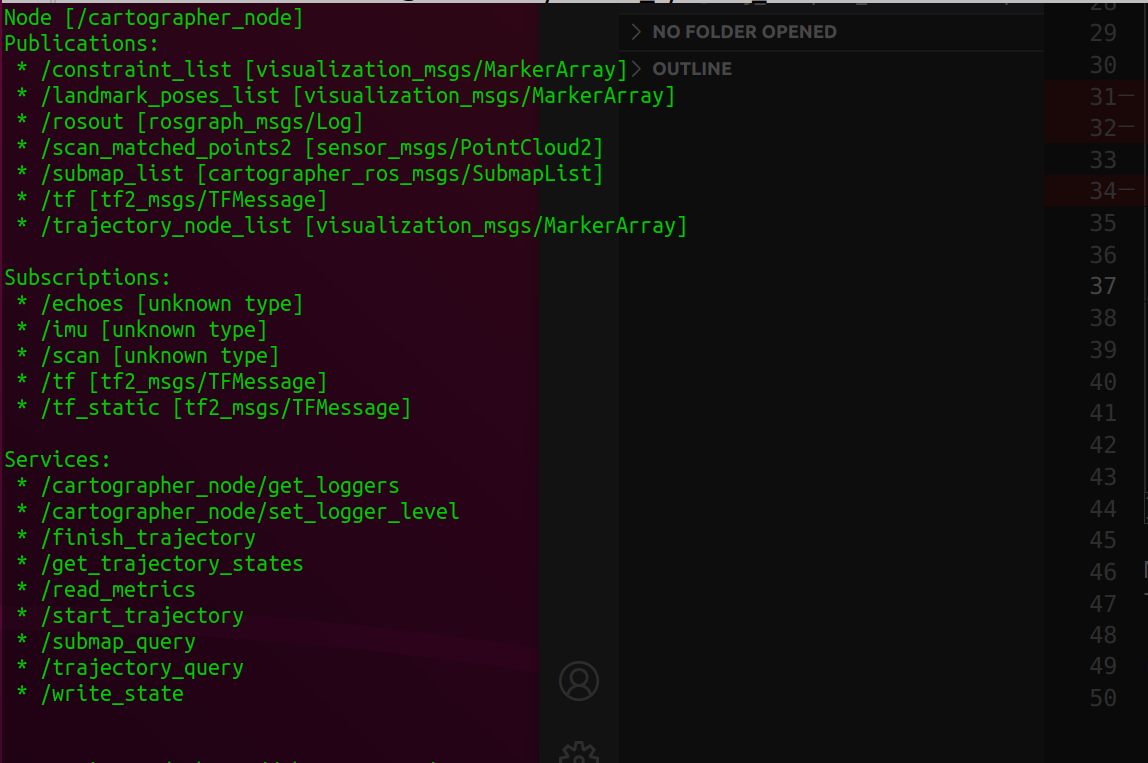 Node [/cartographer_node]
Publications:
* /constraint_list [visualization_msgs/MarkerArray]
* /landmark_poses_list [visualization_msgs/MarkerArray]
* /rosout [rosgraph_msgs/Log]
* /scan_matched_points2 [sensor_msgs/PointCloud2]
* /submap_list [cartographer_ros_msgs/SubmapList]
* /tf [tf2_msgs/TFMessage]
* /trajectory_node_list [visualization_msgs/MarkerArray]
Subscriptions:
* /echoes [unknown type]
* /imu [unknown type]
* /scan [unknown type]
* /tf [tf2_msgs/TFMessage]
* /tf_static [tf2_msgs/TFMessage]
Services:
* /cartographer_node/get_loggers
* /cartographer_node/set_logger_level
* /finish_trajectory
* /get_trajectory_states
* /read_metrics
* /start_trajectory
* /submap_query
* /trajectory_query
* /write_state
NO FOLDER OPENED
OUTLINE
29
30
31
32
33
34
35
36
37
38
39
40
41
42
43
44
45
46
47
48
49
50